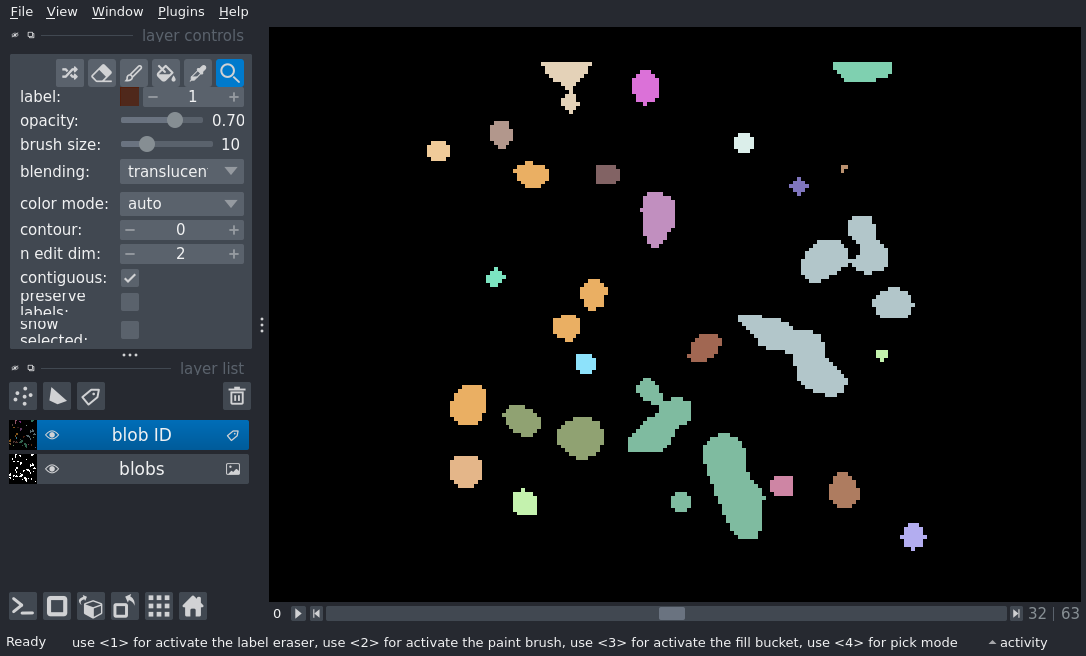 File View Window Plugins Help
layer controls
label: 1
opacity: 0.70
brush size: 10
blending: translucen
color mode: auto
contour: 0
n edit dim: 2
contiguous:
preserve
labels:
show
selected:
layer list
blob ID
blobs
0 32 63
Ready use <1> for activate the label eraser, use <2> for activate the paint brush, use <3> for activate the fill bucket, use <4> for pick mode activity